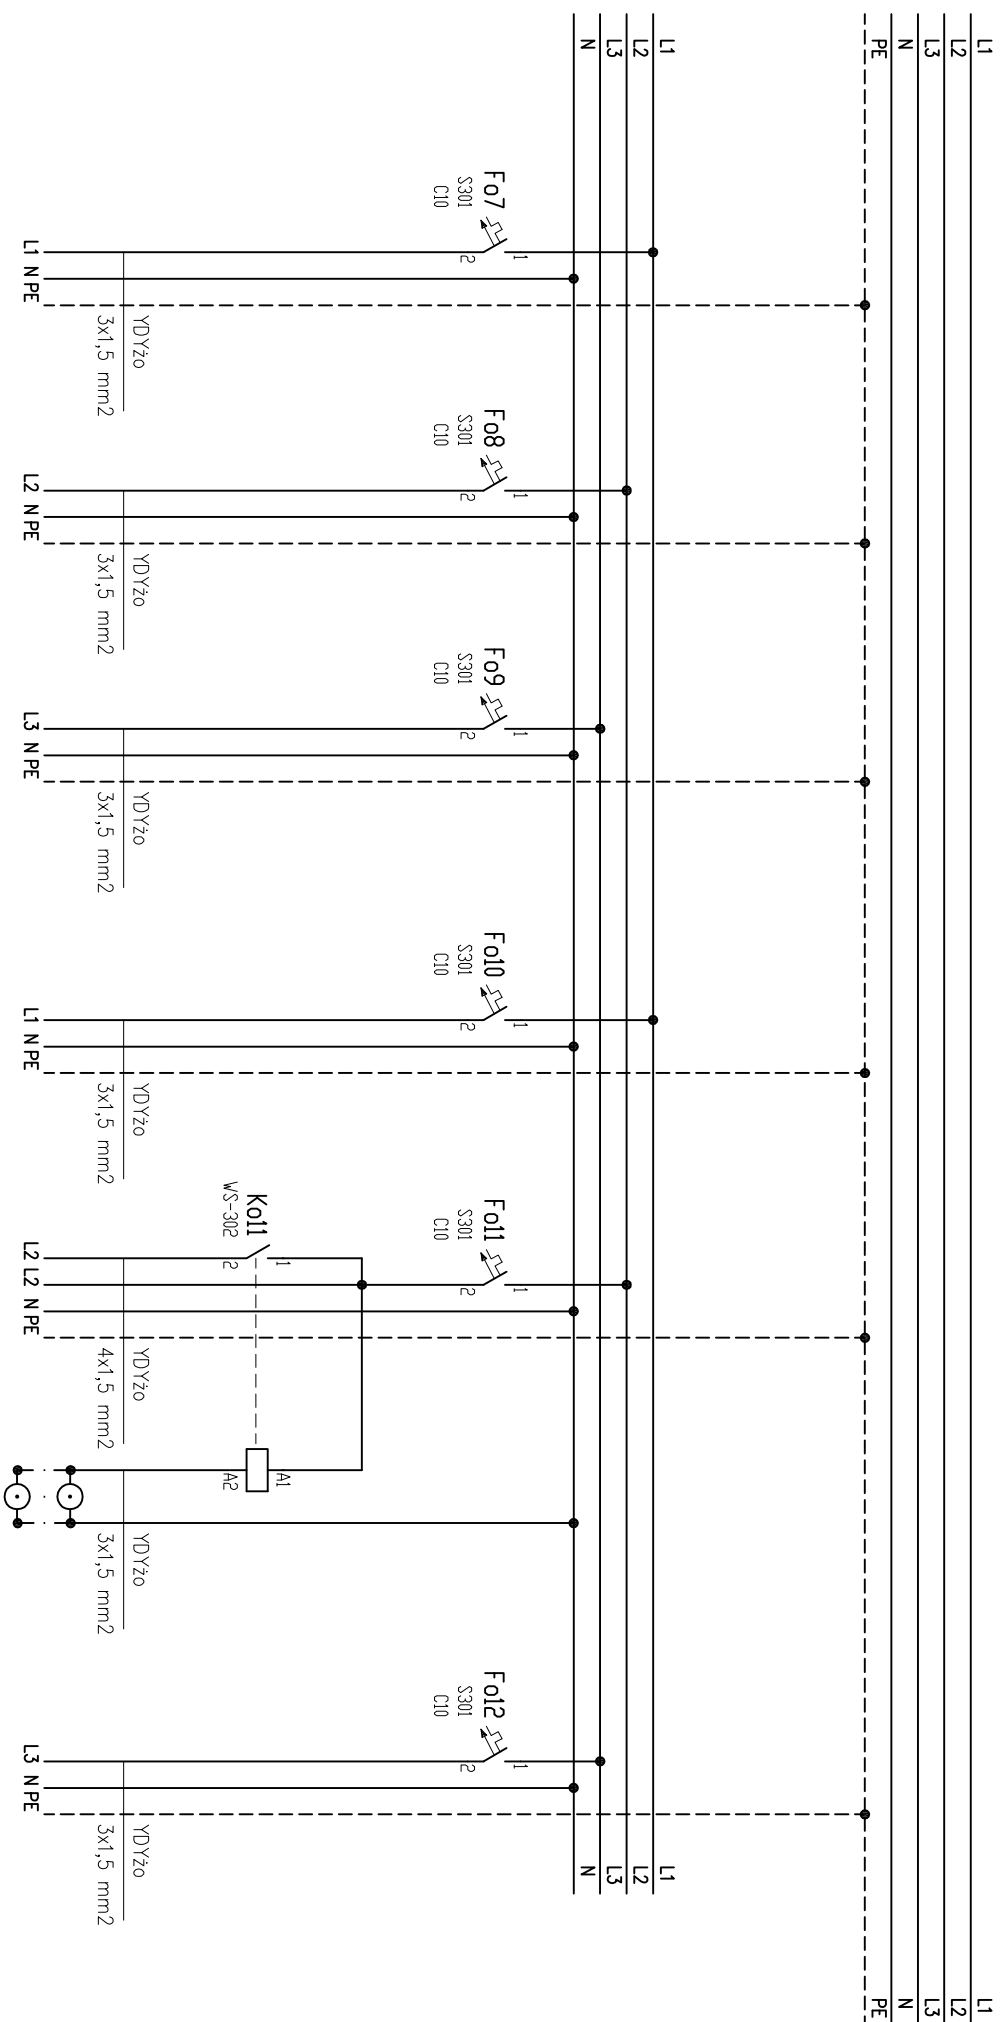 L1
L2
L3
N
PE
L1
L2
L3
N
PE
L1
L2
L3
N
L1
L2
L3
N
Fo7
S301
C10
1
2
L1 N PE
YDYżo
3x1,5 mm2
Fo8
S301
C10
1
2
L2 N PE
YDYżo
3x1,5 mm2
Fo9
S301
C10
1
2
L3 N PE
YDYżo
3x1,5 mm2
Fo10
S301
C10
1
2
L1 N PE
YDYżo
3x1,5 mm2
Fo11
S301
C10
1
2
Ko11
WS-302
1
2
A1
A2
L2 L2 N PE
YDYżo
4x1,5 mm2
YDYżo
3x1,5 mm2
Fo12
S301
C10
1
2
L3 N PE
YDYżo
3x1,5 mm2